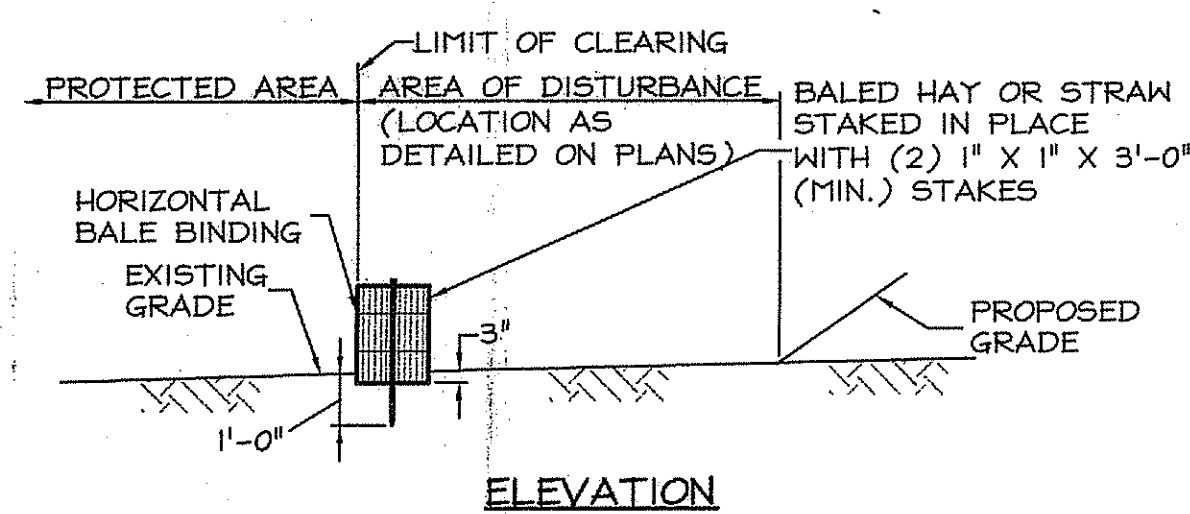 LIMIT OF CLEARING
PROTECTED AREA
AREA OF DISTURBANCE
(LOCATION AS
DETAILED ON PLANS)
BALED HAY OR STRAW
STAKED IN PLACE
WITH (2) 1" X 1" X 3'-0"
(MIN.) STAKES
HORIZONTAL
BALE BINDING
EXISTING
GRADE
3"
PROPOSED
GRADE
1'-0"
ELEVATION